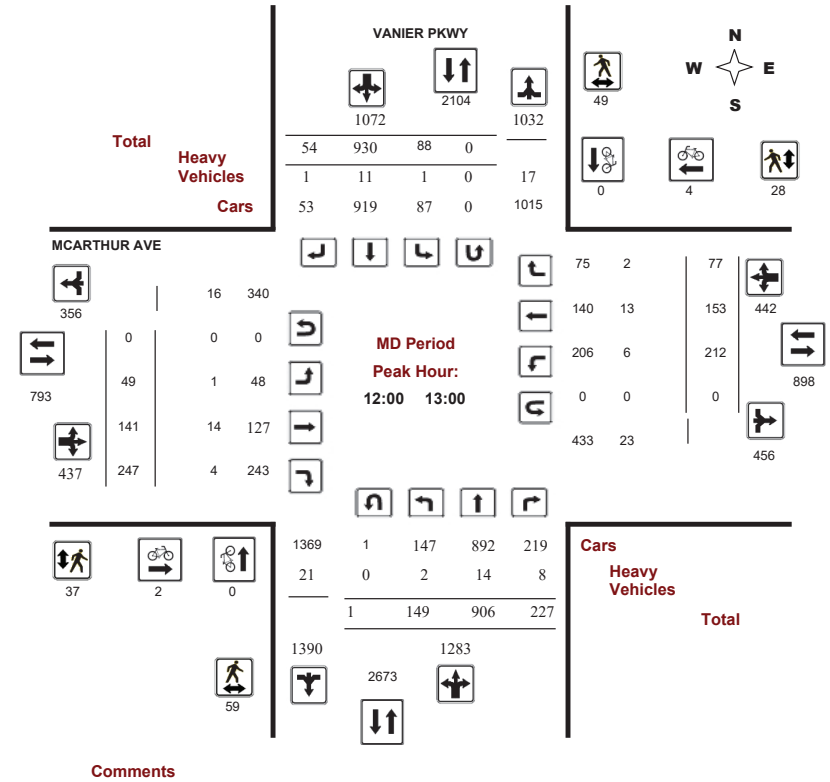 VANIER PKWY
N
W E
S
2104
49
1072 1032
Total 54 930 88 0
Heavy
Vehicles 1 11 1 0 17
Cars 53 919 87 0 1015
0 4 28
MCARTHUR AVE
356
16 340
0 0 0
793
49 1 48
141 14 127
437 247 4 243
MD Period
Peak Hour:
12:00 13:00
75 2 77
442
140 13 153
206 6 212
898
0 0 0
433 23
456
1369 1 147 892 219 Cars
21 0 2 14 8 Heavy
Vehicles
1 149 906 227 Total
37 2 0
1390 1283
2673
59
Comments